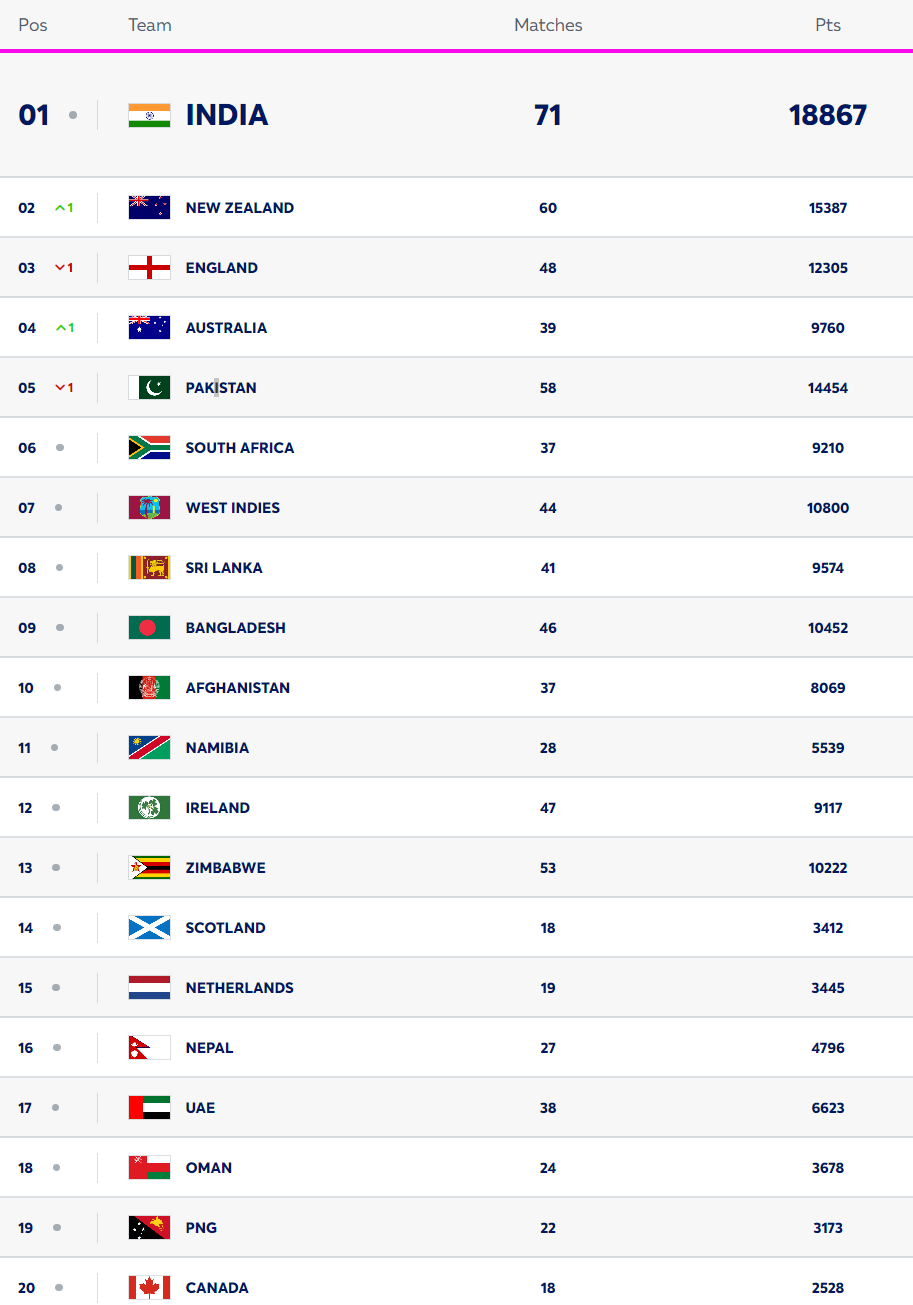 Pos Team Matches Pts
01 INDIA 71 18867
02 1 NEW ZEALAND 60 15387
03 1 ENGLAND 48 12305
04 1 AUSTRALIA 39 9760
05 1 PAKISTAN 58 14454
06 SOUTH AFRICA 37 9210
07 WEST INDIES 44 10800
08 SRI LANKA 41 9574
09 BANGLADESH 46 10452
10 AFGHANISTAN 37 8069
11 NAMIBIA 28 5539
12 IRELAND 47 9117
13 ZIMBABWE 53 10222
14 SCOTLAND 18 3412
15 NETHERLANDS 19 3445
16 NEPAL 27 4796
17 UAE 38 6623
18 OMAN 24 3678
19 PNG 22 3173
20 CANADA 18 2528